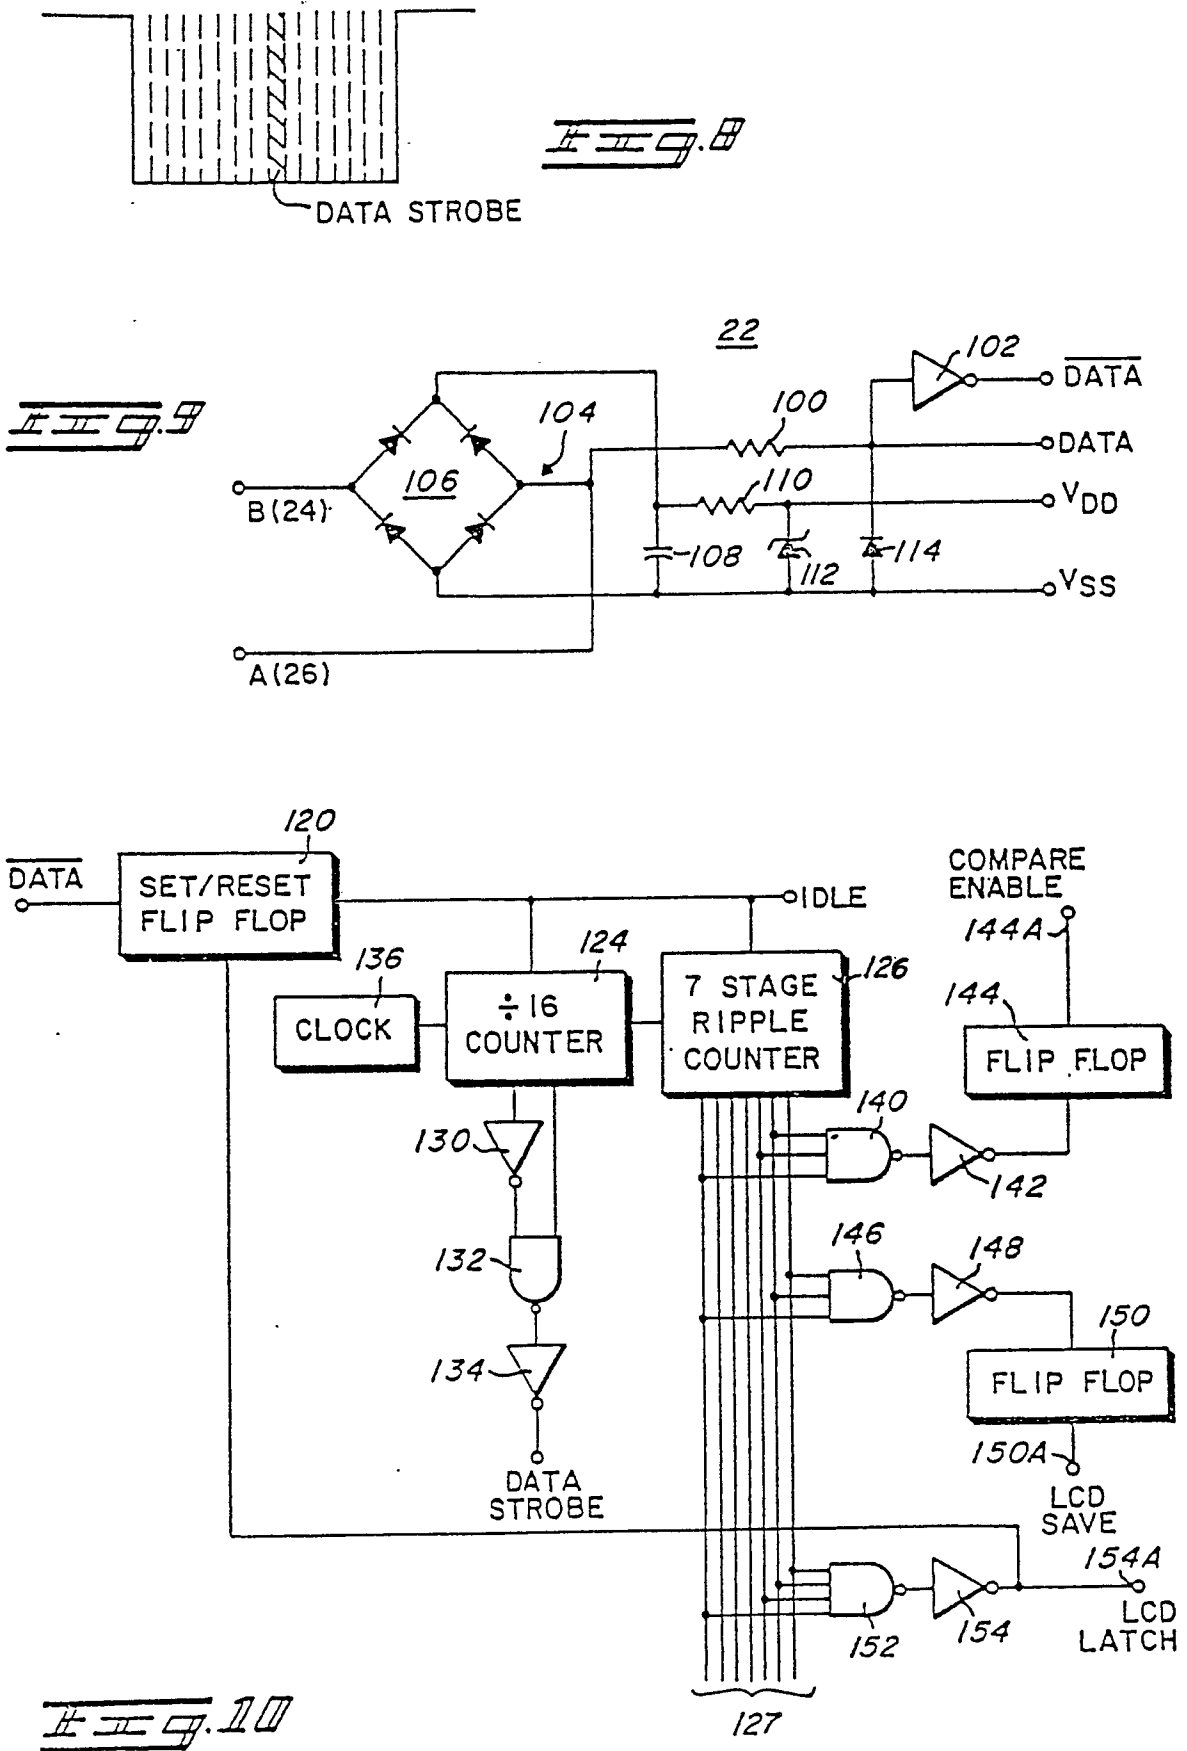 Fig. 8
DATA STROBE
22
102
DATA
Fig. 9
104
100
DATA
106
110
VDD
B(24)
108
112
114
VSS
A(26)
120
DATA
SET/RESET
FLIP FLOP
IDLE
COMPARE
ENABLE
144A
136
124
126
CLOCK
÷16
COUNTER
7 STAGE
RIPPLE
COUNTER
144
FLIP FLOP
130
140
142
132
146
148
134
150
FLIP FLOP
150A
DATA
STROBE
LCD
SAVE
154A
152
154
LCD
LATCH
Fig. 10
127